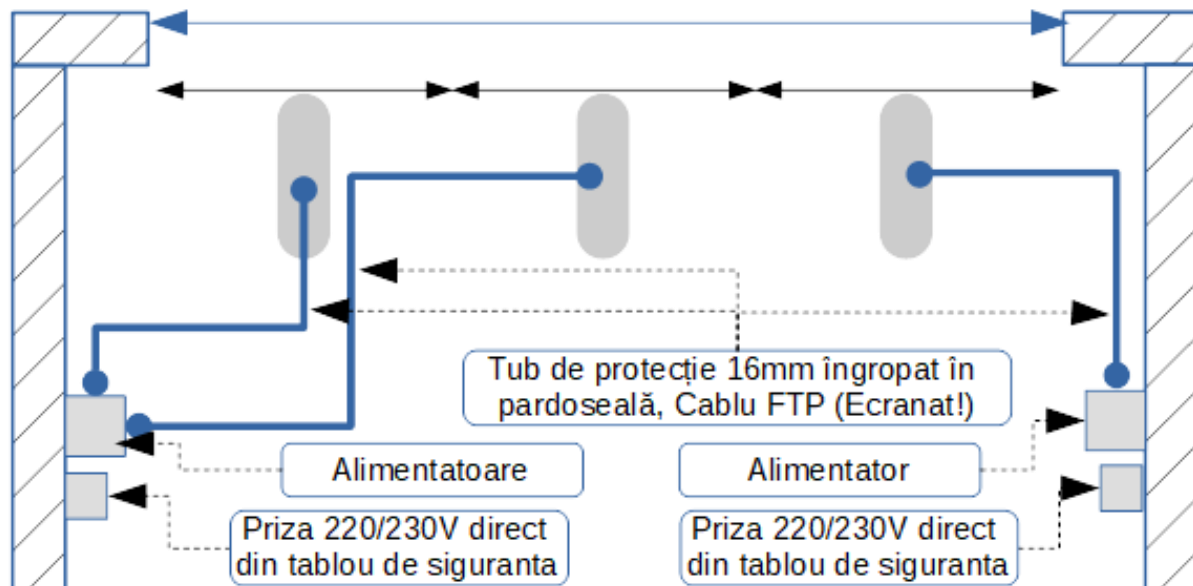 Tub de protecție 16mm îngropat în
pardoseală, Cablu FTP (Ecranat!)
Alimentatoare
Alimentator
Priza 220/230V direct
din tablou de siguranta
Priza 220/230V direct
din tablou de siguranta